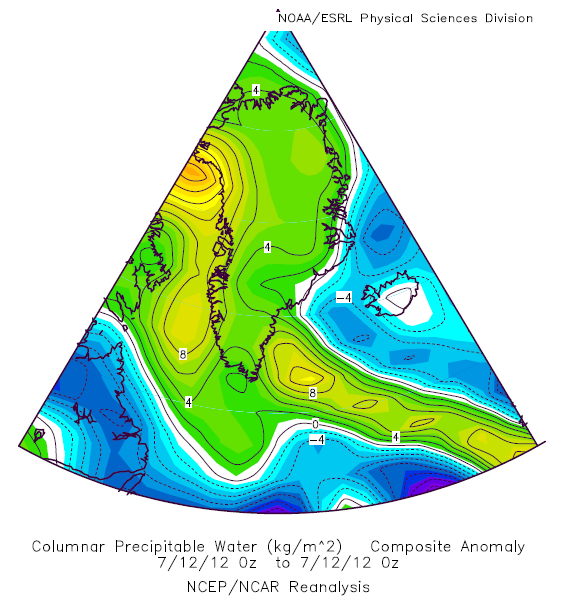 NOAA/ESRL Physical Sciences Division
4
4
-4
8
8
4
0
-4
4
Columnar Precipitable Water (kg/m^2) Composite Anomaly
7/12/12 0z to 7/12/12 0z
NCEP/NCAR Reanalysis